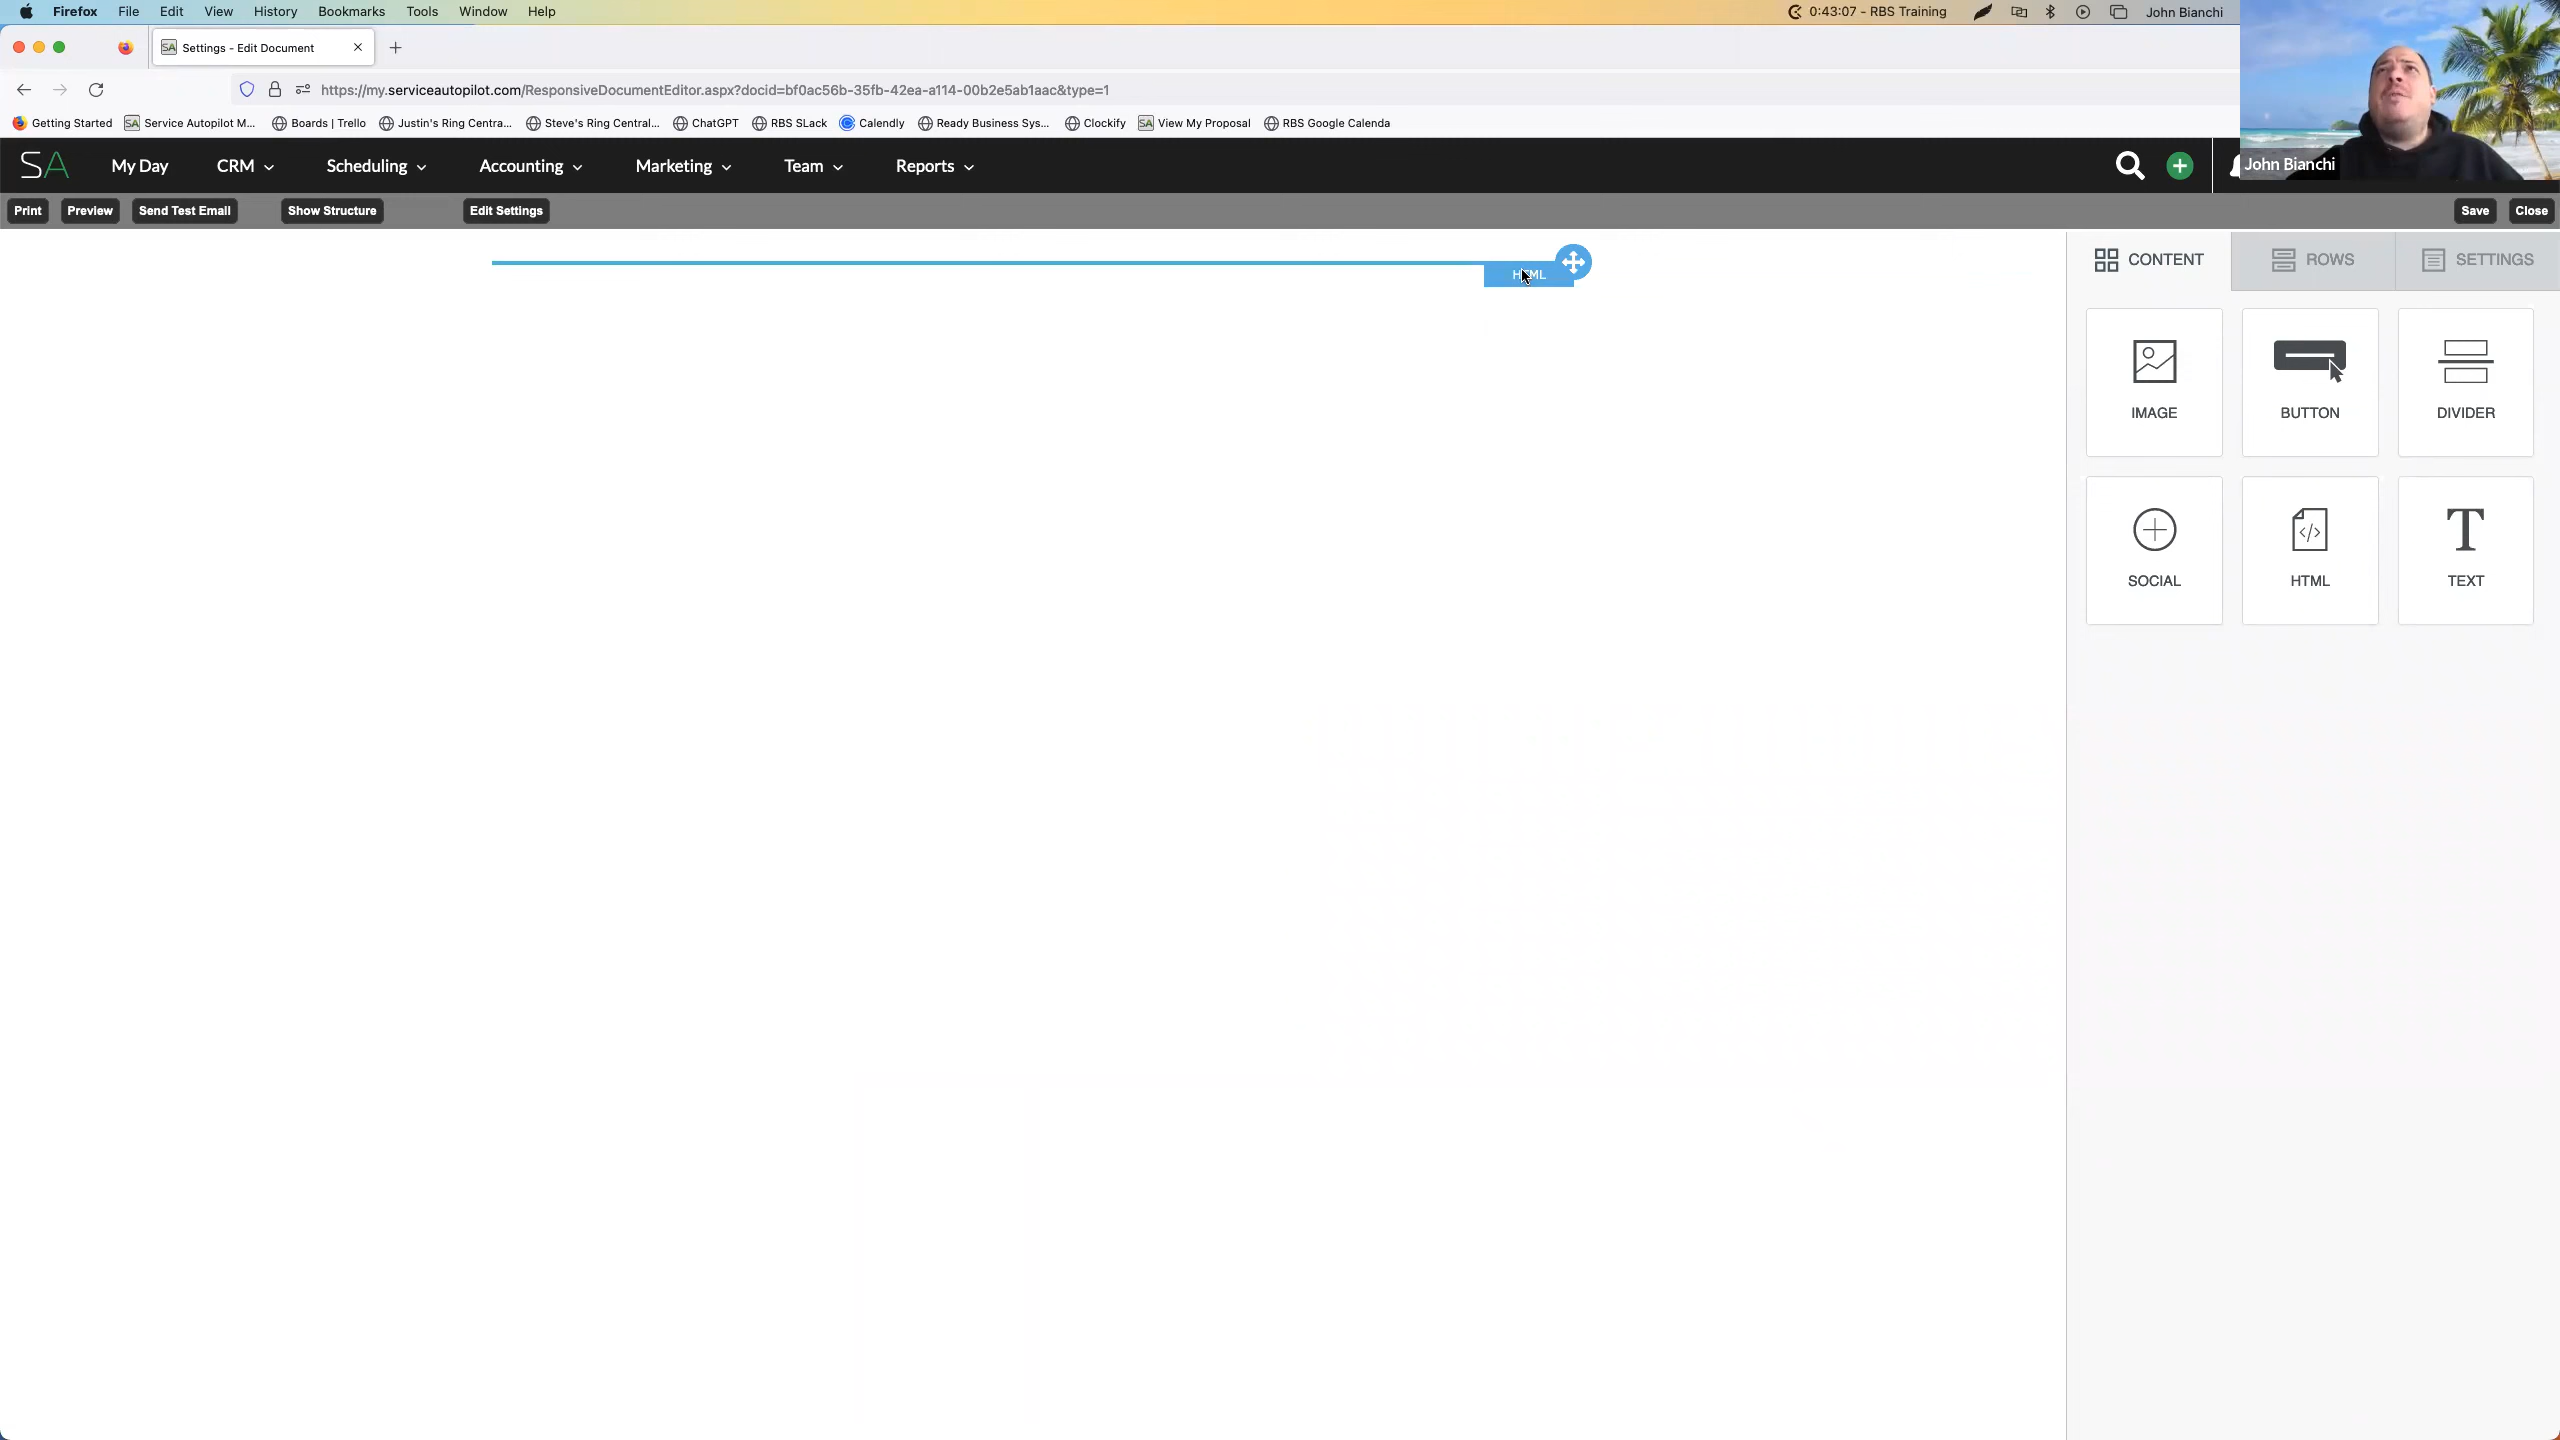 Firefox File Edit View History Bookmarks Tools Window Help 0:43:07 - RBS Training John Bianchi
SA Settings - Edit Document
https://my.serviceautopilot.com/ResponsiveDocumentEditor.aspx?docid=bf0ac56b-35fb-42ea-a114-00b2e5ab1aac&type=1
Getting Started SA Service Autopilot M... Boards | Trello Justin's Ring Centra... Steve's Ring Central... ChatGPT RBS SLack Calendly Ready Business Sys... Clockify SA View My Proposal RBS Google Calenda
SA My Day CRM Scheduling Accounting Marketing Team Reports John Bianchi
Print Preview Send Test Email Show Structure Edit Settings Save Close
CONTENT ROWS SETTINGS
HTML
IMAGE BUTTON DIVIDER
SOCIAL HTML TEXT